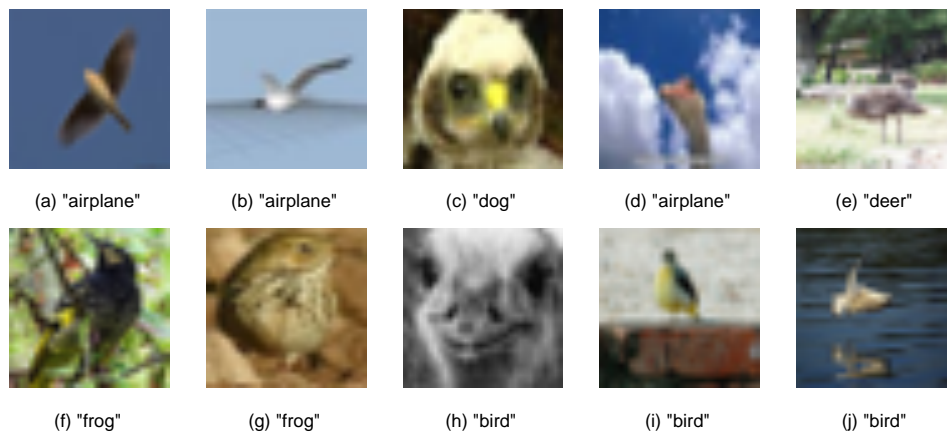 (a) "airplane"
(b) "airplane"
(c) "dog"
(d) "airplane"
(e) "deer"
(f) "frog"
(g) "frog"
(h) "bird"
(i) "bird"
(j) "bird"